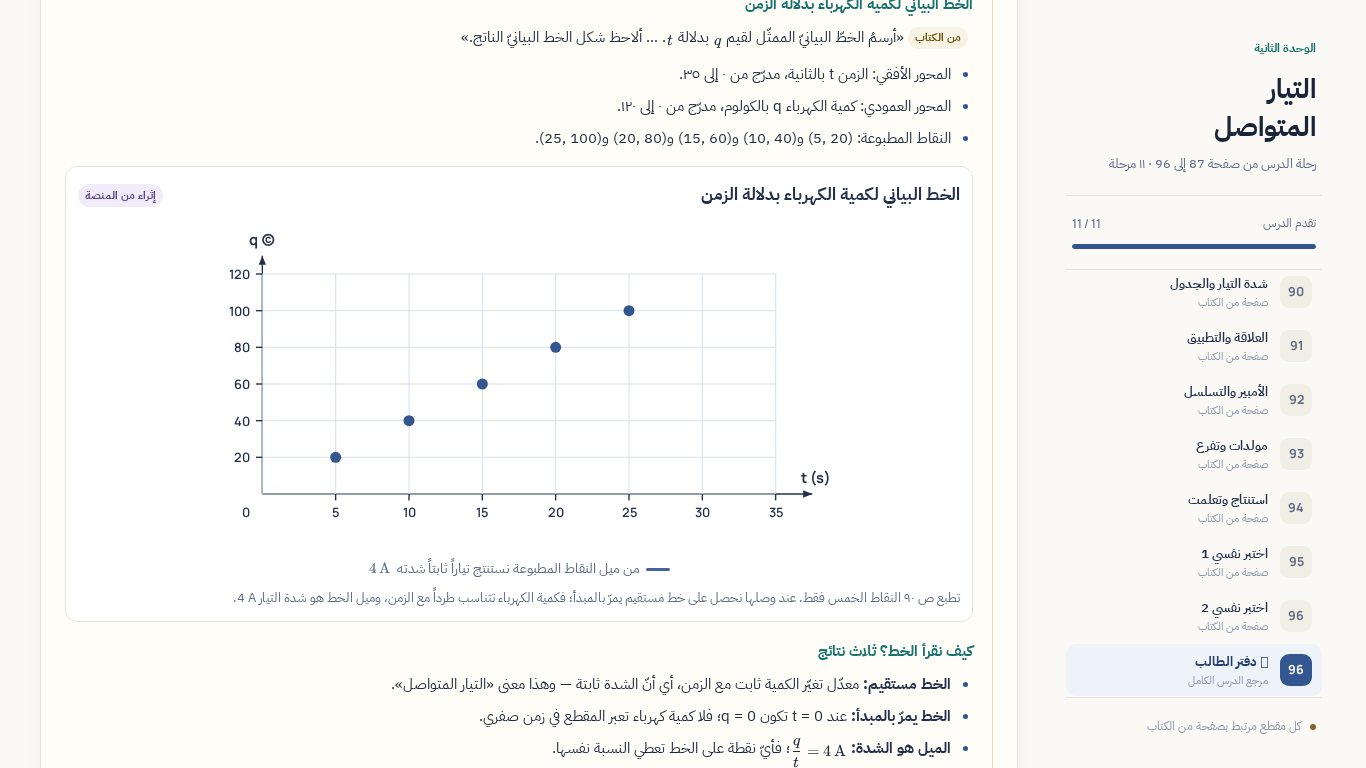 الخط البياني لكمية الكهرباء بدلالة الزمن
من الكتاب «أرسمُ الخطّ البيانيّ الممثّل لقيم q بدلالة t. ... ألاحظ شكل الخط البيانيّ الناتج.»
المحور الأفقي: الزمن t بالثانية، مدرّج من ٠ إلى ٣٥.
المحور العمودي: كمية الكهرباء q بالكولوم، مدرّج من ٠ إلى ١٢٠.
النقاط المطبوعة: (5, 20) و(10, 40) و(15, 60) و(20, 80) و(25, 100).
الخط البياني لكمية الكهرباء بدلالة الزمن
إثراء من المنصة
q ©
120
100
80
60
40
20
t (s)
0 5 10 15 20 25 30 35
من ميل النقاط المطبوعة نستنتج تياراً ثابتاً شدته 4 A
تطبع ص ٩٠ النقاط الخمس فقط. عند وصلها نحصل على خط مستقيم يمرّ بالمبدأ؛ فكمية الكهرباء تتناسب طرداً مع الزمن، وميل الخط هو شدة التيار 4 A.
كيف نقرأ الخط؟ ثلاث نتائج
الخط مستقيم: معدّل تغيّر الكمية ثابت مع الزمن، أي أنّ الشدة ثابتة — وهذا معنى «التيار المتواصل».
الخط يمرّ بالمبدأ: عند t = 0 تكون q = 0؛ فلا كمية كهرباء تعبر المقطع في زمن صفري.
الميل هو الشدة: q/t = 4 A؛ فأيّ نقطة على الخط تعطي النسبة نفسها.
الوحدة الثانية
التيار
المتواصل
رحلة الدرس من صفحة 87 إلى 96 · ١١ مرحلة
تقدم الدرس
11 / 11
90 شدة التيار والجدول
صفحة من الكتاب
91 العلاقة والتطبيق
صفحة من الكتاب
92 الأمبير والتسلسل
صفحة من الكتاب
93 مولدات وتفرع
صفحة من الكتاب
94 استنتاج وتعلمت
صفحة من الكتاب
95 اختبر نفسي 1
صفحة من الكتاب
96 اختبر نفسي 2
صفحة من الكتاب
96 دفتر الطالب
مرجع الدرس الكامل
كل مقطع مرتبط بصفحة من الكتاب